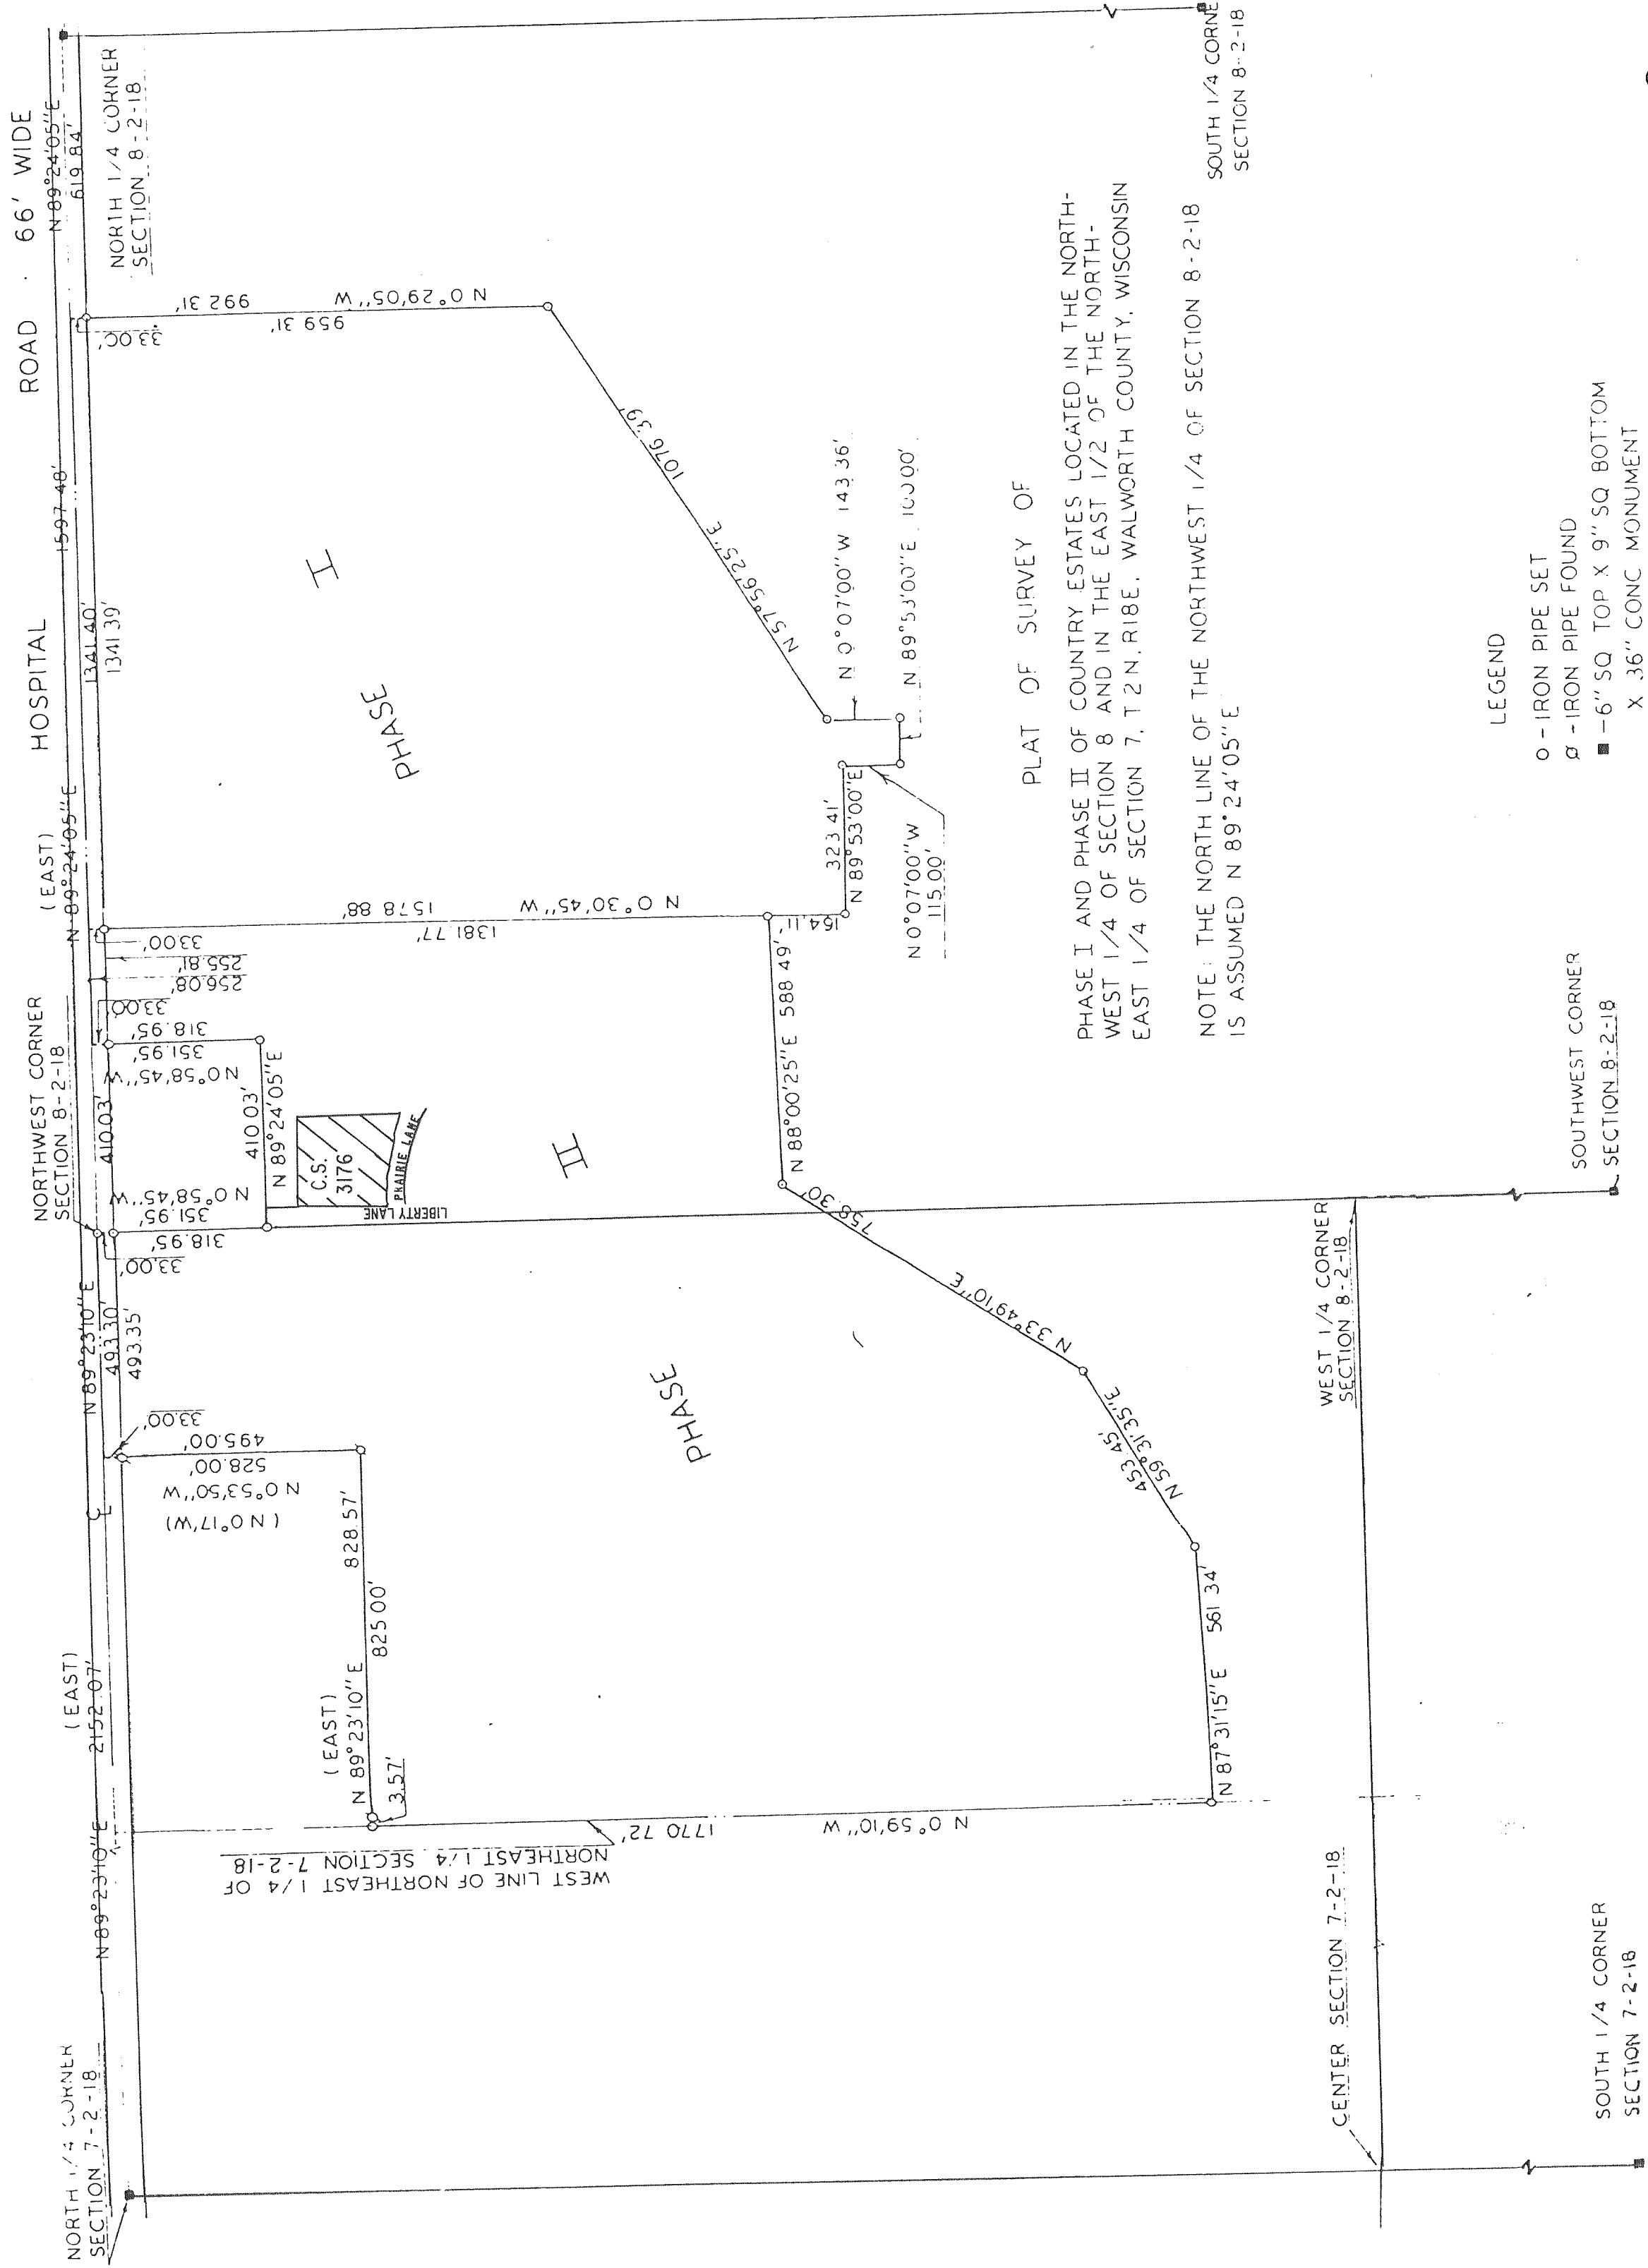 HOSPITAL ROAD · 66' WIDE
NORTH 1/4 CORNER
SECTION 7-2-18
N 89°23'10"E
2152.07'
(EAST)
N 89°23'10"E
493.30'
493.35'
33.00'
495.00'
528.00'
N 0°53'50"W
(N 0°17'W)
(EAST)
N 89°23'10"E
828.57'
825.00'
3.57'
WEST LINE OF NORTHEAST 1/4 OF
NORTHEAST 1/4 SECTION 7-2-18
1770.72'
N 0°59'10"W
N 87°31'15"E 561.34'
453.45'
N 59°31'35"E
N 33°49'10"E
758.30'
PHASE II
NORTHWEST CORNER
SECTION 8-2-18
33.00'
318.95'
351.95'
N 0°58'45"W
410.03'
410.03'
N 89°24'05"E
N 0°58'45"W
351.95'
318.95'
33.00'
256.08'
255.81'
33.00'
C.S.
3176
PRAIRIE LANE
LIBERTY LANE
N 88°00'25"E 588.49'
(EAST)
N 89°24'05"E
1597.48'
1341.40'
1341.39'
1381.77'
1578.88'
N 0°30'45"W
323.41'
N 89°53'00"E
N 0°07'00"W
115.00'
N 89°53'00"E 100.00'
N 0°07'00"W 143.36'
N 57°56'25"E
1076.39'
PHASE I
33.00'
959.31'
992.31'
N 0°29'05"W
N 89°24'05"E
619.84'
NORTH 1/4 CORNER
SECTION 8-2-18
SOUTH 1/4 CORNE
SECTION 8-2-18
PLAT OF SURVEY OF
PHASE I AND PHASE II OF COUNTRY ESTATES LOCATED IN THE NORTH-
WEST 1/4 OF SECTION 8 AND IN THE EAST 1/2 OF THE NORTH-
EAST 1/4 OF SECTION 7, T 2 N, R18E, WALWORTH COUNTY, WISCONSIN
NOTE: THE NORTH LINE OF THE NORTHWEST 1/4 OF SECTION 8-2-18
IS ASSUMED N 89°24'05"E
LEGEND
O - IRON PIPE SET
Ø - IRON PIPE FOUND
■ - 6" SQ TOP X 9" SQ BOTTOM
X 36" CONC MONUMENT
WEST 1/4 CORNER
SECTION 8-2-18
SOUTHWEST CORNER
SECTION 8-2-18
CENTER SECTION 7-2-18
SOUTH 1/4 CORNER
SECTION 7-2-18